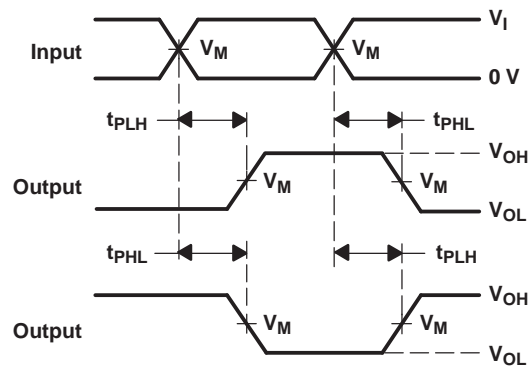 V_I
Input V_M V_M
0 V
t_PLH t_PHL
V_OH
Output V_M V_M
V_OL
t_PHL t_PLH
V_OH
Output V_M V_M
V_OL